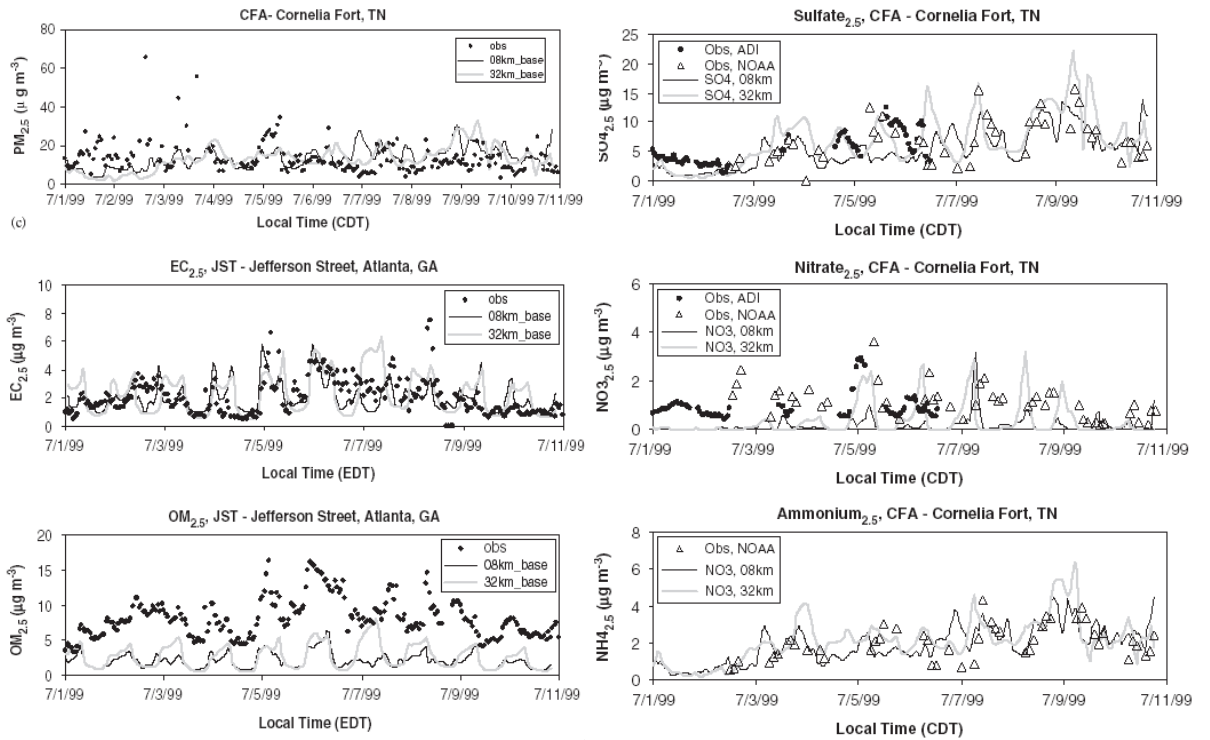 CFA- Cornelia Fort, TN
80
60
40
20
0
PM2.5 (μ g m-3)
obs
08km_base
32km_base
7/1/99 7/2/99 7/3/99 7/4/99 7/5/99 7/6/99 7/7/99 7/8/99 7/9/99 7/10/99 7/11/99
(c)
Local Time (CDT)
Sulfate2.5, CFA - Cornelia Fort, TN
25
20
15
10
5
0
SO42.5 (μg m-3)
Obs, ADI
Obs, NOAA
SO4, 08km
SO4, 32km
7/1/99 7/3/99 7/5/99 7/7/99 7/9/99 7/11/99
Local Time (CDT)
EC2.5, JST - Jefferson Street, Atlanta, GA
10
8
6
4
2
0
EC2.5 (μg m-3)
obs
08km_base
32km_base
7/1/99 7/3/99 7/5/99 7/7/99 7/9/99 7/11/99
Local Time (EDT)
Nitrate2.5, CFA - Cornelia Fort, TN
6
4
2
0
NO32.5 (μg m-3)
Obs, ADI
Obs, NOAA
NO3, 08km
NO3, 32km
7/1/99 7/3/99 7/5/99 7/7/99 7/9/99 7/11/99
Local Time (CDT)
OM2.5, JST - Jefferson Street, Atlanta, GA
20
15
10
5
0
OM2.5 (μg m-3)
obs
08km_base
32km_base
7/1/99 7/3/99 7/5/99 7/7/99 7/9/99 7/11/99
Local Time (EDT)
Ammonium2.5, CFA - Cornelia Fort, TN
8
6
4
2
0
NH42.5 (μg m-3)
Obs, NOAA
NO3, 08km
NO3, 32km
7/1/99 7/3/99 7/5/99 7/7/99 7/9/99 7/11/99
Local Time (CDT)